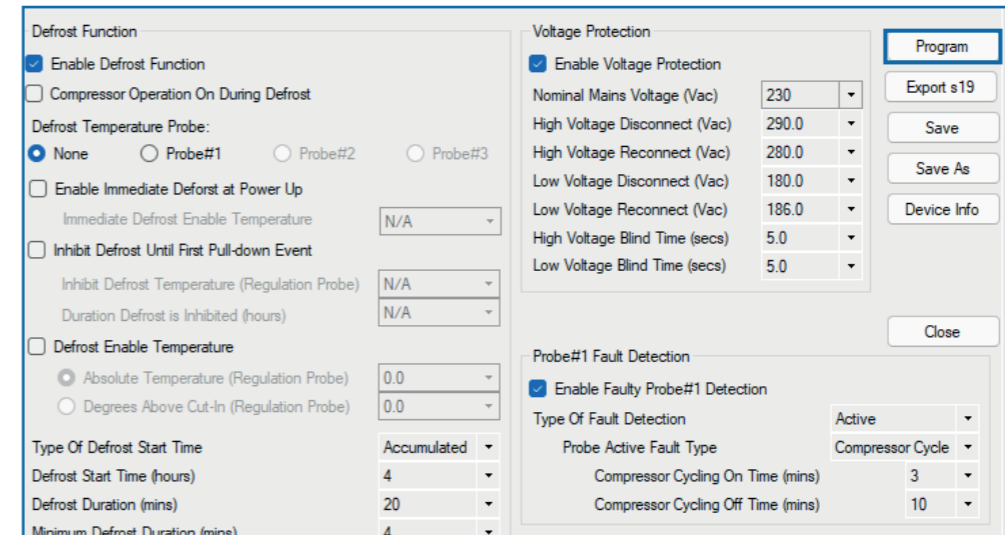 Defrost Function
Enable Defrost Function
Compressor Operation On During Defrost
Defrost Temperature Probe:
None Probe#1 Probe#2 Probe#3
Enable Immediate Deforst at Power Up
Immediate Defrost Enable Temperature N/A
Inhibit Defrost Until First Pull-down Event
Inhibit Defrost Temperature (Regulation Probe) N/A
Duration Defrost is Inhibited (hours) N/A
Defrost Enable Temperature
Absolute Temperature (Regulation Probe) 0.0
Degrees Above Cut-In (Regulation Probe) 0.0
Type Of Defrost Start Time Accumulated
Defrost Start Time (hours) 4
Defrost Duration (mins) 20
Minimum Defrost Duration (mins) 4
Voltage Protection
Enable Voltage Protection
Nominal Mains Voltage (Vac) 230
High Voltage Disconnect (Vac) 290.0
High Voltage Reconnect (Vac) 280.0
Low Voltage Disconnect (Vac) 180.0
Low Voltage Reconnect (Vac) 186.0
High Voltage Blind Time (secs) 5.0
Low Voltage Blind Time (secs) 5.0
Probe#1 Fault Detection
Enable Faulty Probe#1 Detection
Type Of Fault Detection Active
Probe Active Fault Type Compressor Cycle
Compressor Cycling On Time (mins) 3
Compressor Cycling Off Time (mins) 10
Program
Export s19
Save
Save As
Device Info
Close